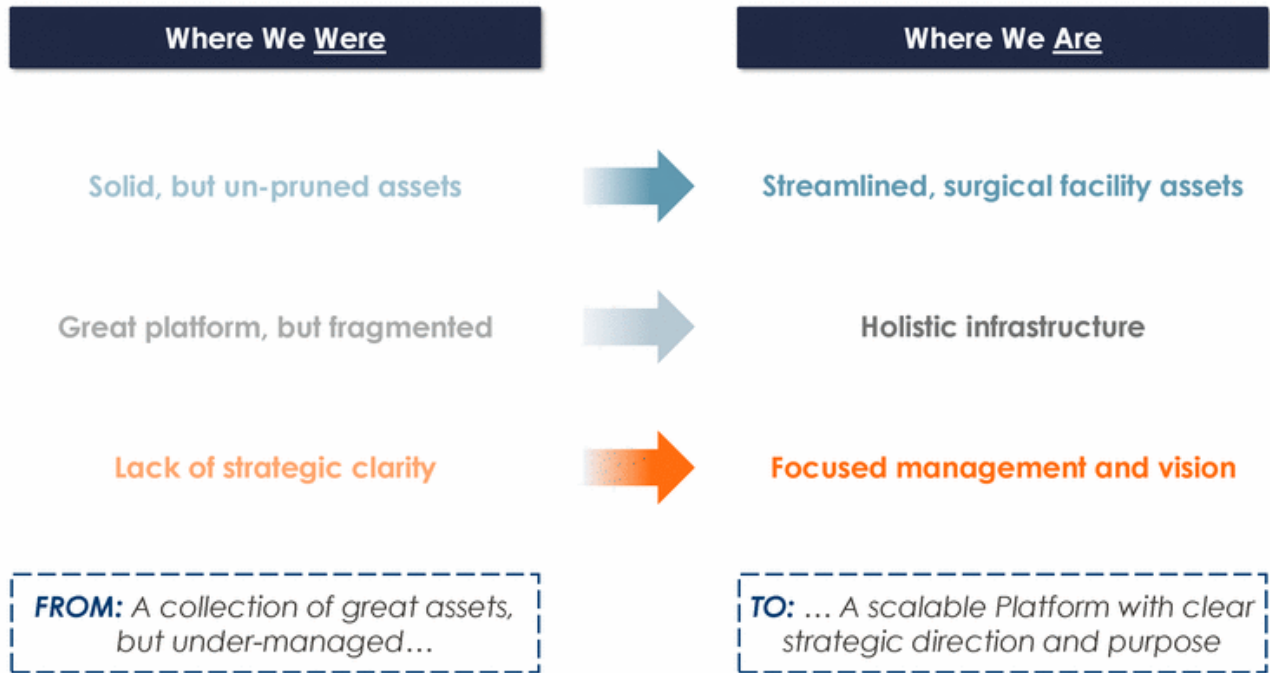 Where We Were
Where We Are
Solid, but un-pruned assets
Streamlined, surgical facility assets
Great platform, but fragmented
Holistic infrastructure
Lack of strategic clarity
Focused management and vision
FROM: A collection of great assets,
but under-managed…
TO: … A scalable Platform with clear
strategic direction and purpose